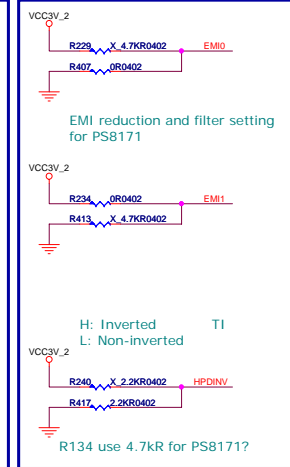 VCC3V_2
R229 X_4.7KR0402 EMI0
R407 0R0402
EMI reduction and filter setting
for PS8171
VCC3V_2
R234 0R0402 EMI1
R413 X_4.7KR0402
H: Inverted TI
L: Non-inverted
VCC3V_2
R240 X_2.2KR0402 HPDINV
R417 2.2KR0402
R134 use 4.7kR for PS8171?